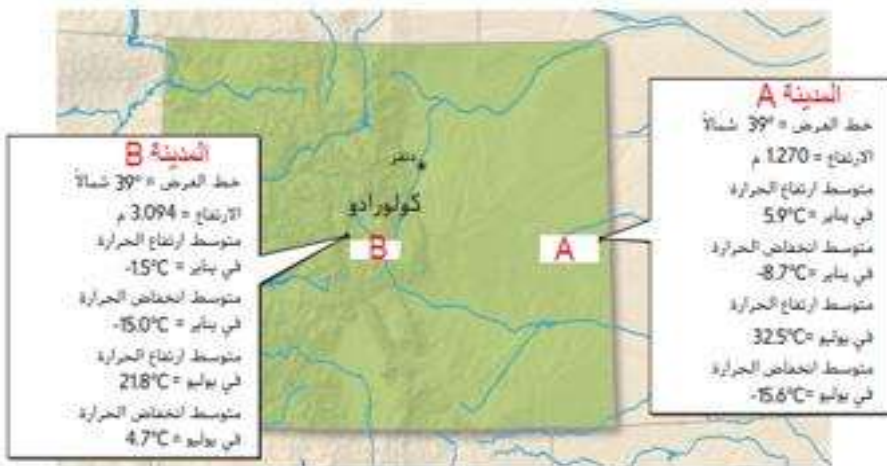 المدينة A
خط العرض = 39° شمالاً
الارتفاع = 1.270 م
متوسط ارتفاع الحرارة
في يناير = 5.9°C
متوسط انخفاض الحرارة
في يناير = -8.7°C
متوسط ارتفاع الحرارة
في يوليو = 32.5°C
متوسط انخفاض الحرارة
في يوليو = -15.6°C
دنفر
كولورادو
B
A
المدينة B
خط العرض = 39° شمالاً
الارتفاع = 3.094 م
متوسط ارتفاع الحرارة
في يناير = -1.5°C
متوسط انخفاض الحرارة
في يناير = -15.0°C
متوسط ارتفاع الحرارة
في يوليو = 21.8°C
متوسط انخفاض الحرارة
في يوليو = 4.7°C